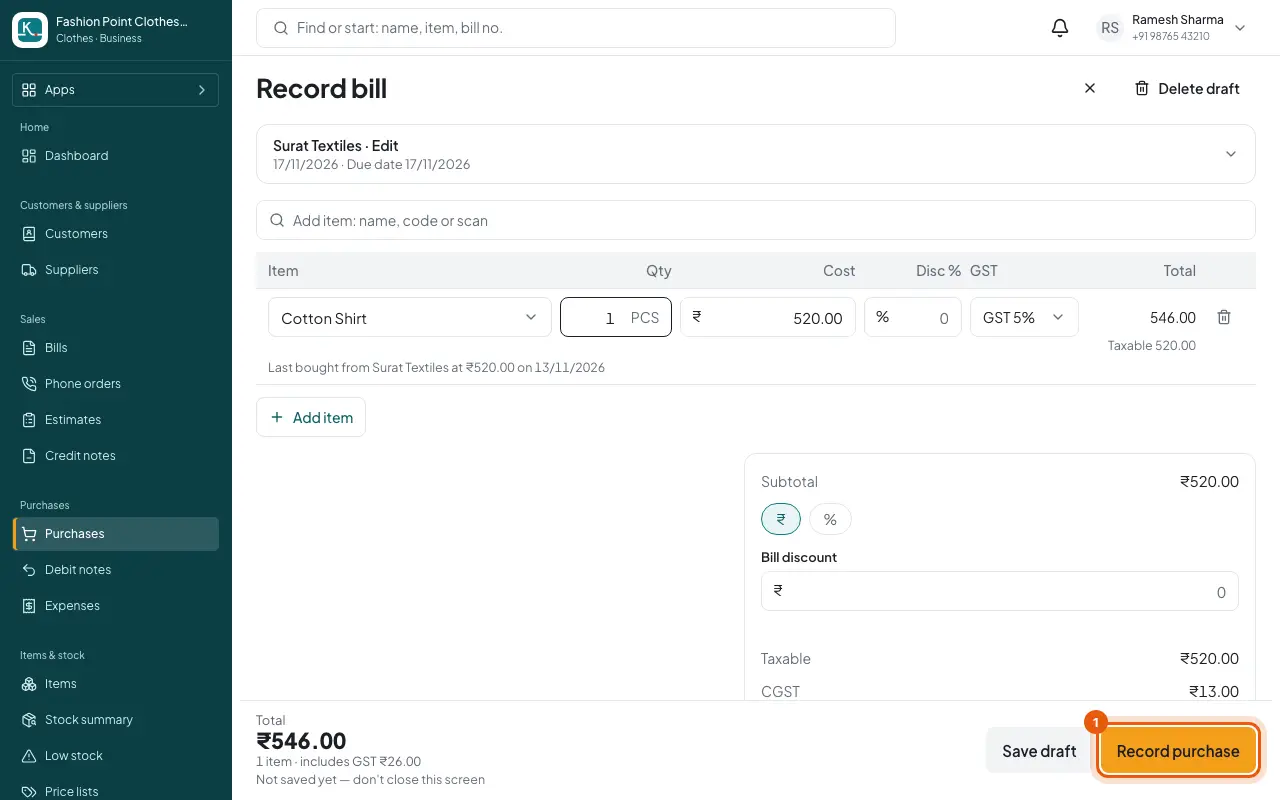 Fashion Point Clothes…
Clothes · Business
Find or start: name, item, bill no.
RS
Ramesh Sharma
+91 98765 43210
Apps
Home
Dashboard
Customers & suppliers
Customers
Suppliers
Sales
Bills
Phone orders
Estimates
Credit notes
Purchases
Purchases
Debit notes
Expenses
Items & stock
Items
Stock summary
Low stock
Price lists
Record bill
Delete draft
Surat Textiles · Edit
17/11/2026 · Due date 17/11/2026
Add item: name, code or scan
Item Qty Cost Disc % GST Total
Cotton Shirt 1 PCS ₹ 520.00 % 0 GST 5% 546.00
Taxable 520.00
Last bought from Surat Textiles at ₹520.00 on 13/11/2026
Add item
Subtotal ₹520.00
₹ %
Bill discount
₹ 0
Taxable ₹520.00
CGST ₹13.00
Total
₹546.00
1 item · includes GST ₹26.00
Not saved yet — don't close this screen
Save draft
1
Record purchase